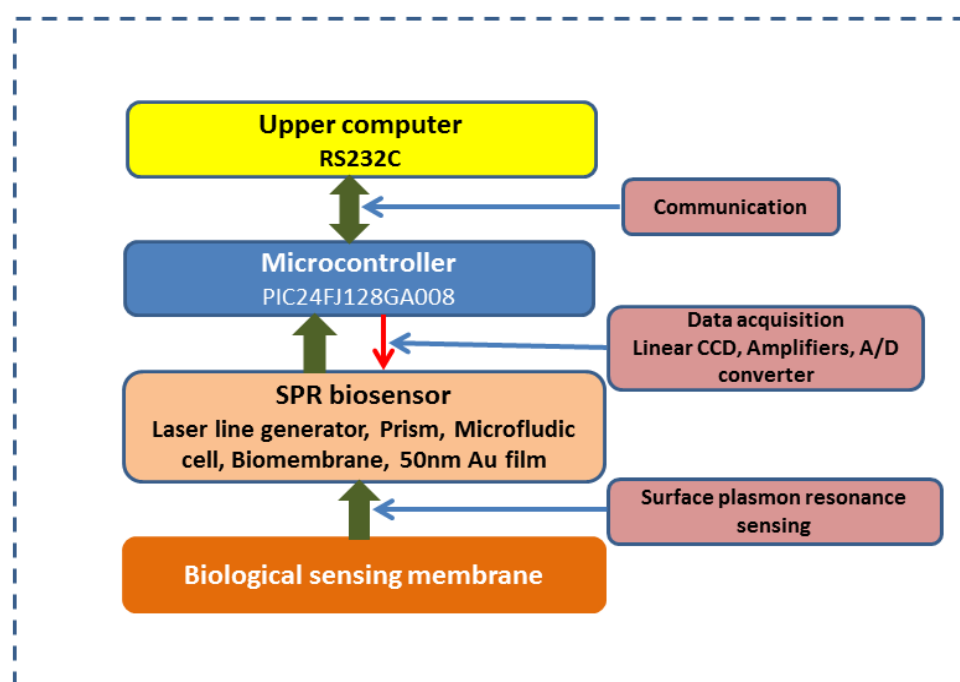 Upper computer
RS232C
Communication
Microcontroller
PIC24FJ128GA008
Data acquisition
Linear CCD, Amplifiers, A/D
converter
SPR biosensor
Laser line generator, Prism, Microfludic
cell, Biomembrane, 50nm Au film
Surface plasmon resonance
sensing
Biological sensing membrane